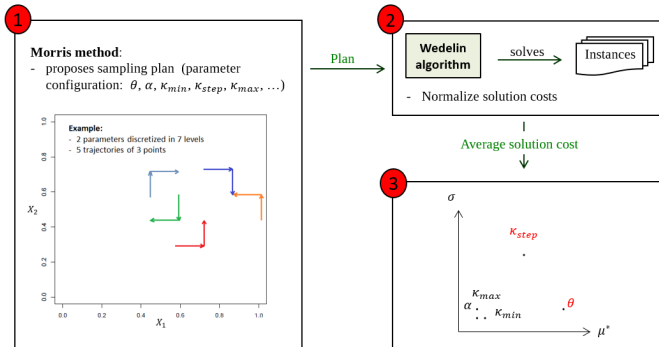 1
Morris method:
- proposes sampling plan (parameter
configuration: θ, α, κmin, κstep, κmax, …)
Example:
- 2 parameters discretized in 7 levels
- 5 trajectories of 3 points
1.0
0.8
0.6
X2
0.4
0.2
0.0
0.0 0.2 0.4 0.6 0.8 1.0
X1
Plan
2
Wedelin
algorithm
solves
Instances
- Normalize solution costs
Average solution cost
3
σ
κstep
κmax
α
κmin
θ
μ*